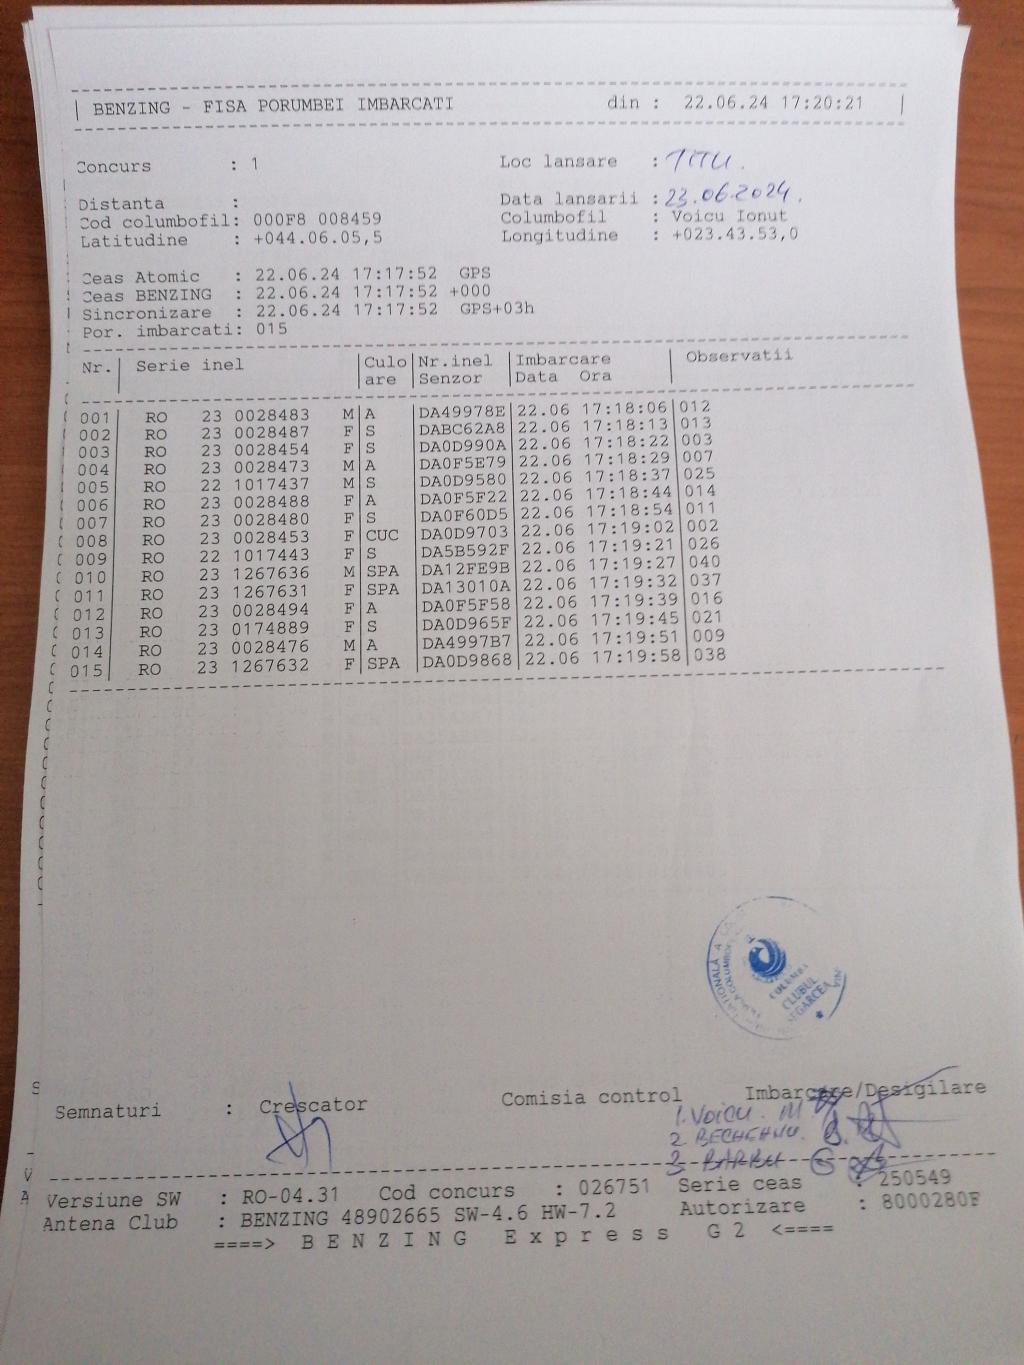 BENZING - FISA PORUMBEI IMBARCATI din : 22.06.24 17:20:21
Concurs : 1 Loc lansare : TITU.
Distanta : Data lansarii : 23.06.2024.
Cod columbofil: 000F8 008459 Columbofil : Voicu Ionut
Latitudine : +044.06.05,5 Longitudine : +023.43.53,0
Ceas Atomic : 22.06.24 17:17:52 GPS
Ceas BENZING : 22.06.24 17:17:52 +000
Sincronizare : 22.06.24 17:17:52 GPS+03h
Por. imbarcati: 015
Nr. Serie inel Culo Nr.inel Imbarcare Observatii
are Senzor Data Ora
001 RO 23 0028483 M A DA49978E 22.06 17:18:06 012
002 RO 23 0028487 F S DABC62A8 22.06 17:18:13 013
003 RO 23 0028454 F S DA0D990A 22.06 17:18:22 003
004 RO 23 0028473 M A DA0F5E79 22.06 17:18:29 007
005 RO 22 1017437 M S DA0D9580 22.06 17:18:37 025
006 RO 23 0028488 F A DA0F5F22 22.06 17:18:44 014
007 RO 23 0028480 F S DA0F60D5 22.06 17:18:54 011
008 RO 23 0028453 F CUC DA0D9703 22.06 17:19:02 002
009 RO 22 1017443 F S DA5B592F 22.06 17:19:21 026
010 RO 23 1267636 M SPA DA12FE9B 22.06 17:19:27 040
011 RO 23 1267631 F SPA DA13010A 22.06 17:19:32 037
012 RO 23 0028494 F A DA0F5F58 22.06 17:19:39 016
013 RO 23 0174889 F S DA0D965F 22.06 17:19:45 021
014 RO 23 0028476 M A DA4997B7 22.06 17:19:51 009
015 RO 23 1267632 F SPA DA0D9868 22.06 17:19:58 038
COLUMBA
CLUBUL
SEGARCEA
Semnaturi : Crescator Comisia control Imbarcare/Desigilare
1. VOICU. M
2. BECHEANU.
3. BARBU G
Versiune SW : RO-04.31 Cod concurs : 026751 Serie ceas : 250549
Antena Club : BENZING 48902665 SW-4.6 HW-7.2 Autorizare : 8000280F
====> BENZING Express G2 <====